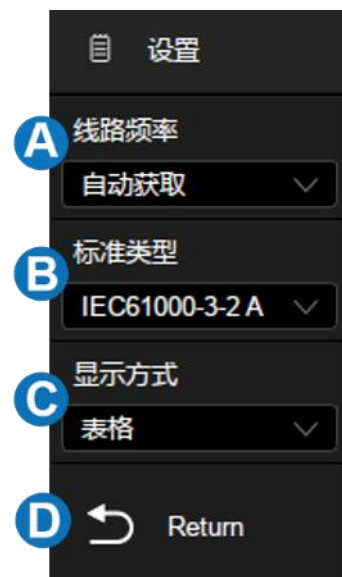 设置
A
线路频率
自动获取
B
标准类型
IEC61000-3-2 A
C
显示方式
表格
D
Return